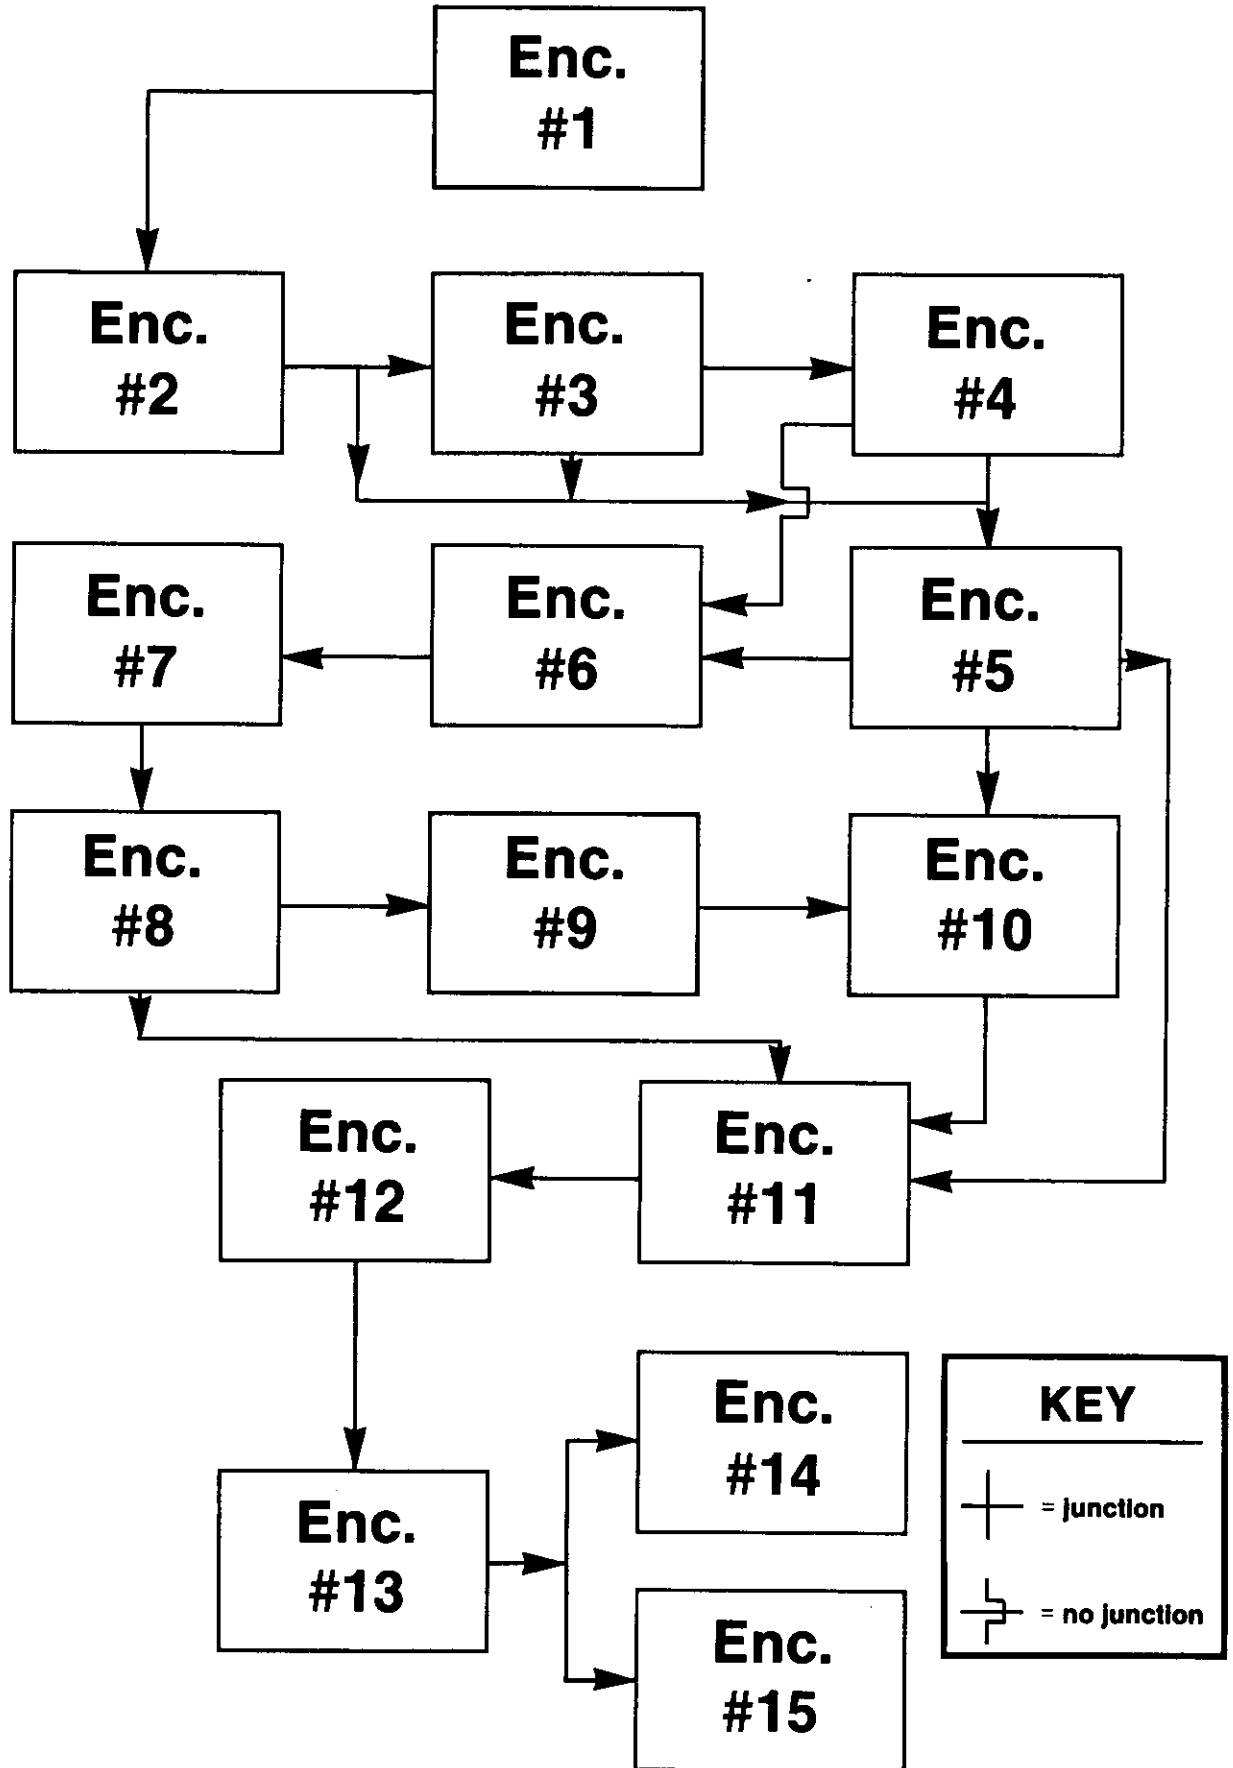 Enc.
#1
Enc.
#2
Enc.
#3
Enc.
#4
Enc.
#7
Enc.
#6
Enc.
#5
Enc.
#8
Enc.
#9
Enc.
#10
Enc.
#12
Enc.
#11
Enc.
#13
Enc.
#14
Enc.
#15
KEY
= junction
= no junction